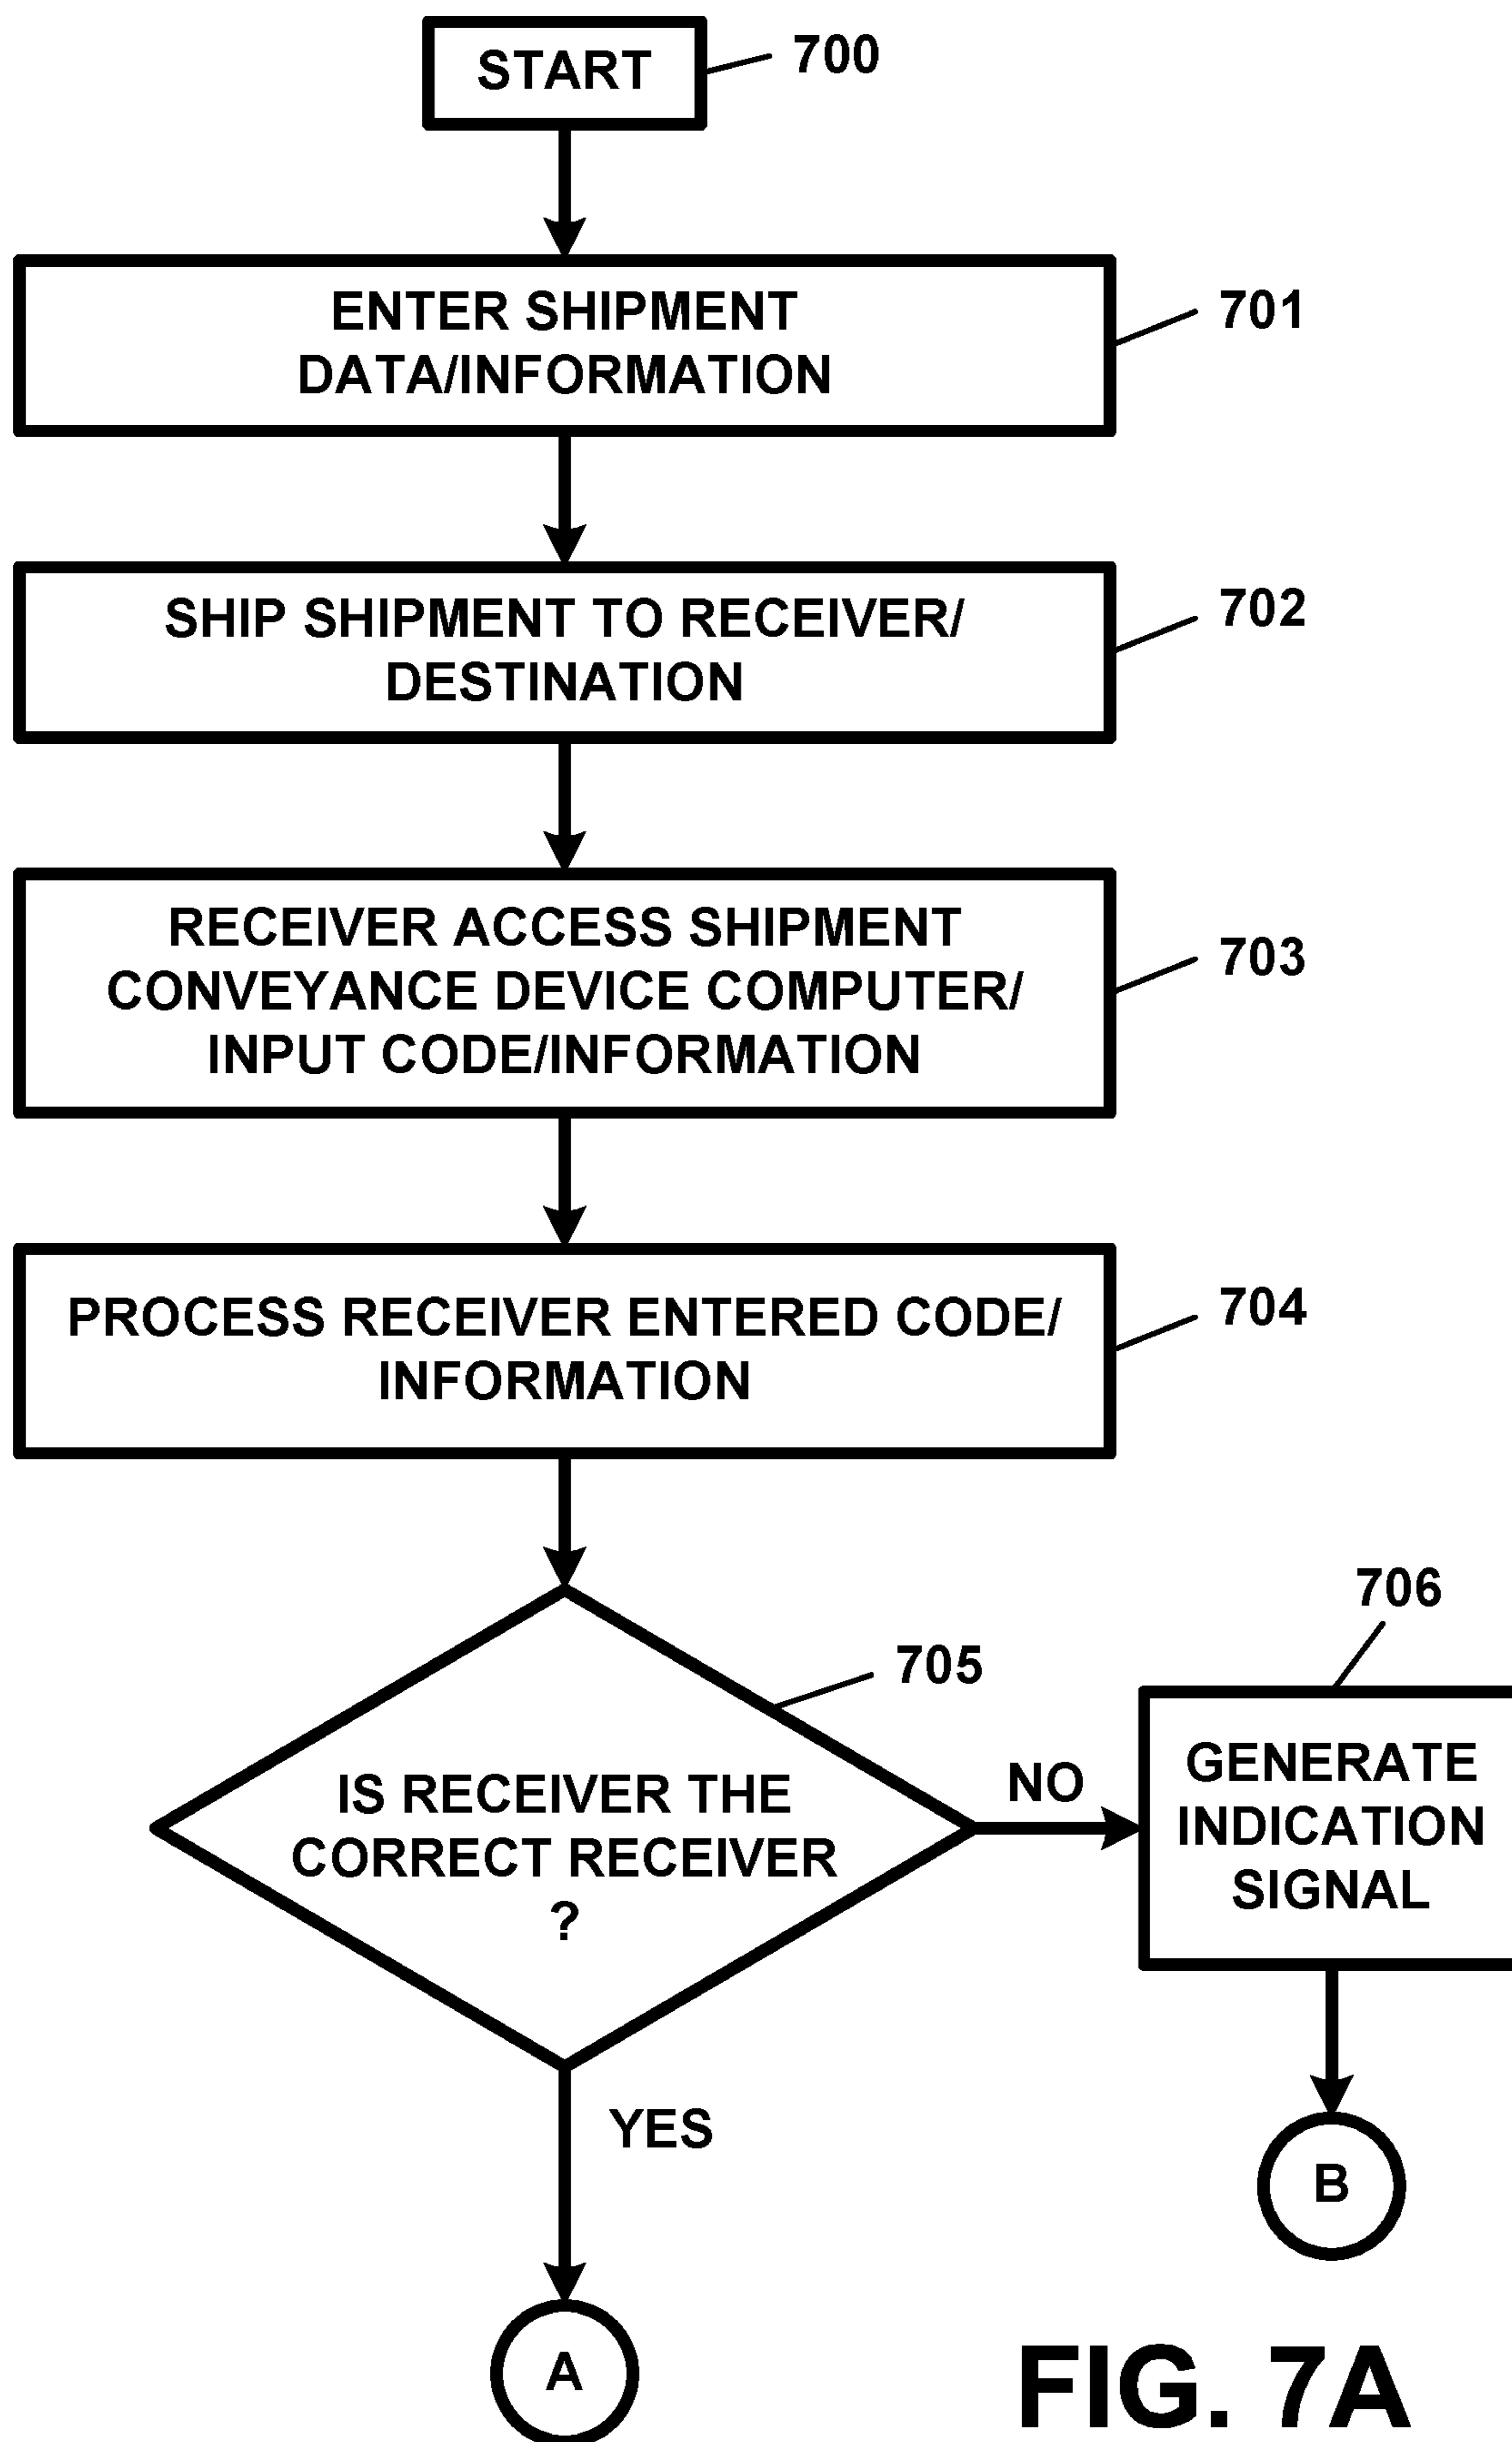 START
700
ENTER SHIPMENT
DATA/INFORMATION
701
SHIP SHIPMENT TO RECEIVER/
DESTINATION
702
RECEIVER ACCESS SHIPMENT
CONVEYANCE DEVICE COMPUTER/
INPUT CODE/INFORMATION
703
PROCESS RECEIVER ENTERED CODE/
INFORMATION
704
IS RECEIVER THE
CORRECT RECEIVER
?
705
NO
706
GENERATE
INDICATION
SIGNAL
YES
B
A
FIG. 7A